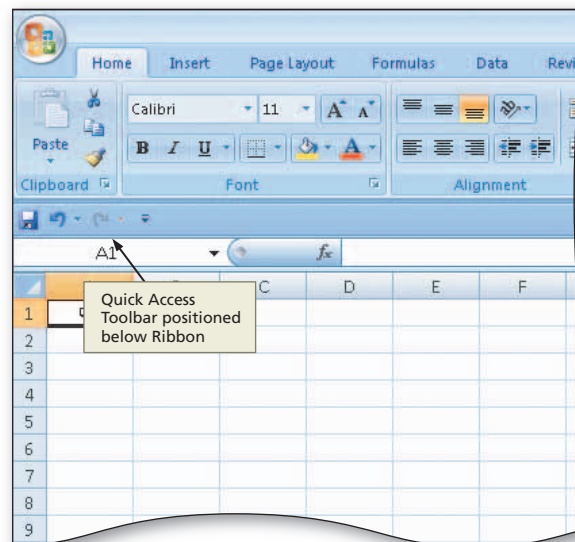 Home Insert Page Layout Formulas Data Revi
Calibri 11 A A
Paste
B I U A
Clipboard Font Alignment
A1 fx
C D E F
Quick Access
Toolbar positioned
below Ribbon
1
2
3
4
5
6
7
8
9